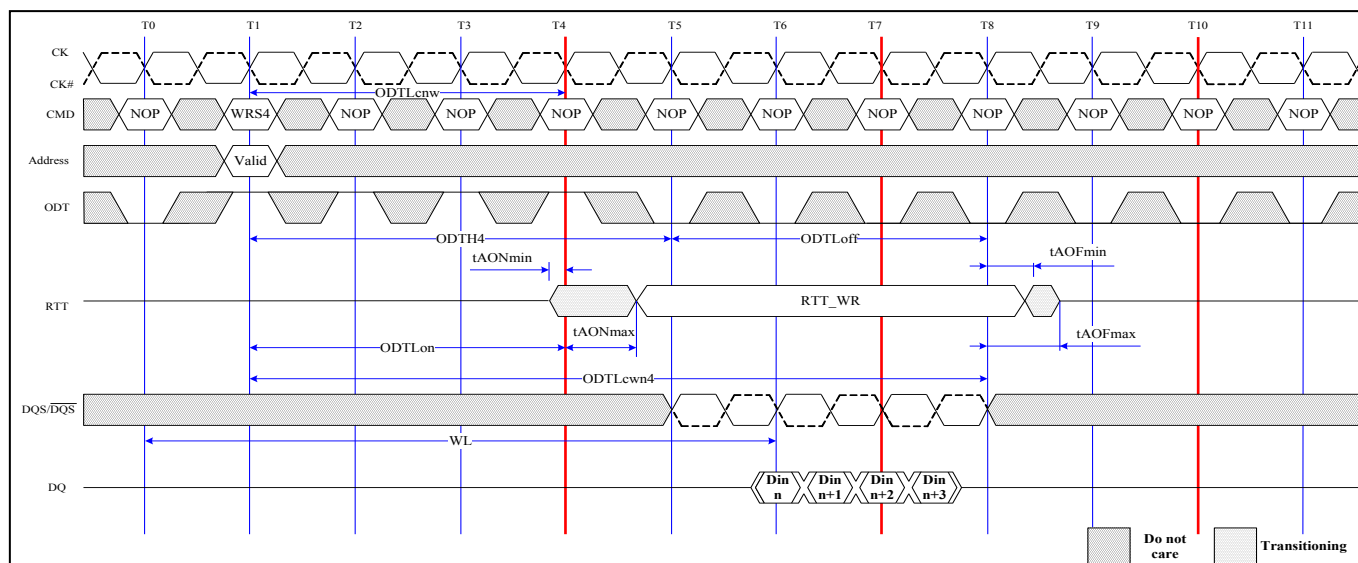 T0 T1 T2 T3 T4 T5 T6 T7 T8 T9 T10 T11
CK
CK#
ODTLcnw
CMD NOP WRS4 NOP NOP NOP NOP NOP NOP NOP NOP NOP NOP
Address Valid
ODT
ODTH4 ODTLoff
tAONmin tAOFmin
RTT RTT_WR
tAONmax tAOFmax
ODTLon
ODTLcwn4
DQS/DQS
WL
DQ Din n Din n+1 Din n+2 Din n+3
Do not care Transitioning